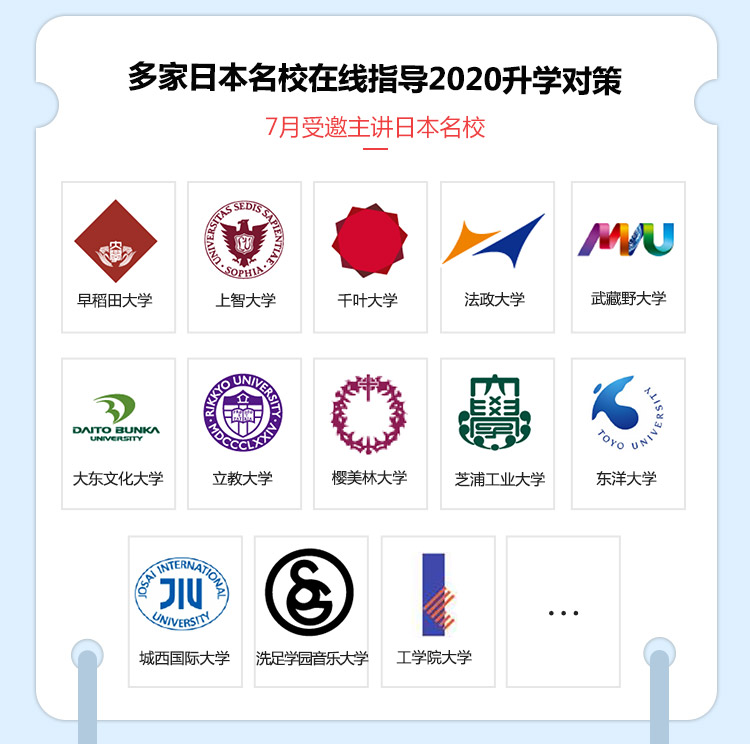 多家日本名校在线指导2020升学对策
7月受邀主讲日本名校
UNIVERSITAS SEDIS SAPIENTIAE
· SOPHIA ·
MIU
早稻田大学
上智大学
千叶大学
法政大学
武藏野大学
DAITO BUNKA
UNIVERSITY
RIKKYO UNIVERSITY
· MDCCCLXXIV ·
大學
TOYO UNIVERSITY
大东文化大学
立教大学
樱美林大学
芝浦工业大学
东洋大学
JOSAI INTERNATIONAL
JIU
UNIVERSITY
城西国际大学
洗足学园音乐大学
工学院大学
...